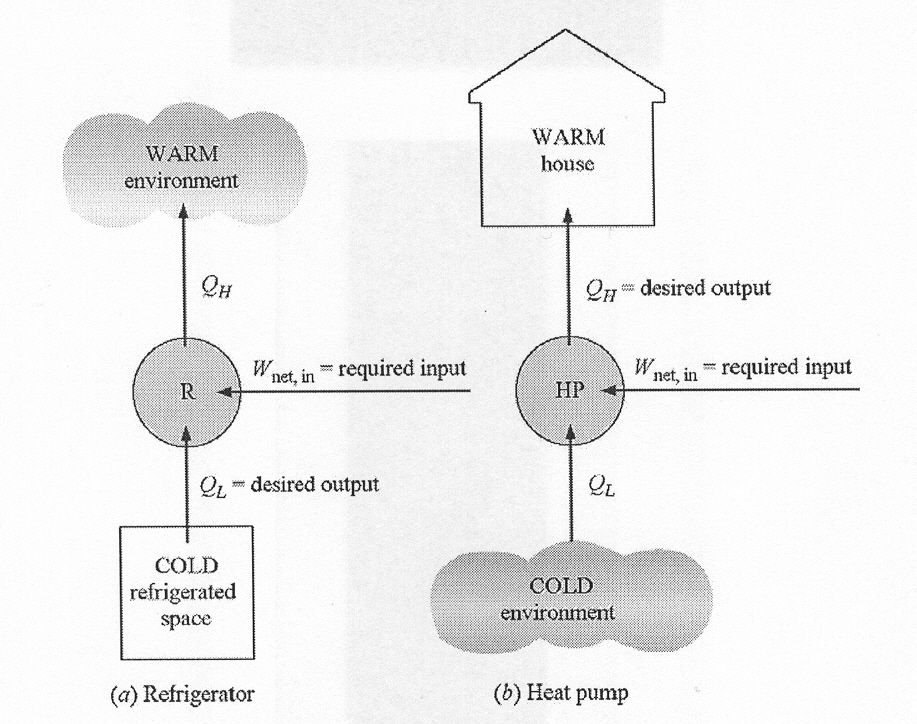 WARM
environment
Q_H
W_net, in = required input
R
Q_L = desired output
COLD
refrigerated
space
(a) Refrigerator
WARM
house
Q_H = desired output
W_net, in = required input
HP
Q_L
COLD
environment
(b) Heat pump